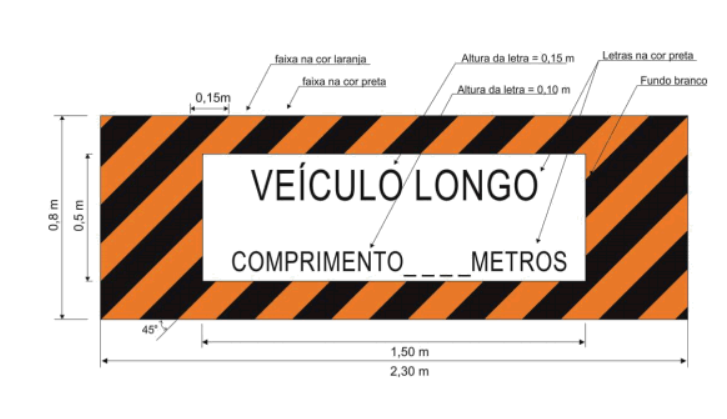 faixa na cor laranja
Altura da letra = 0,15 m
Letras na cor preta
faixa na cor preta
Altura da letra = 0,10 m
Fundo branco
0,15m
VEÍCULO LONGO
COMPRIMENTO_ _ _ _METROS
0,8 m
0,5 m
45°
1,50 m
2,30 m